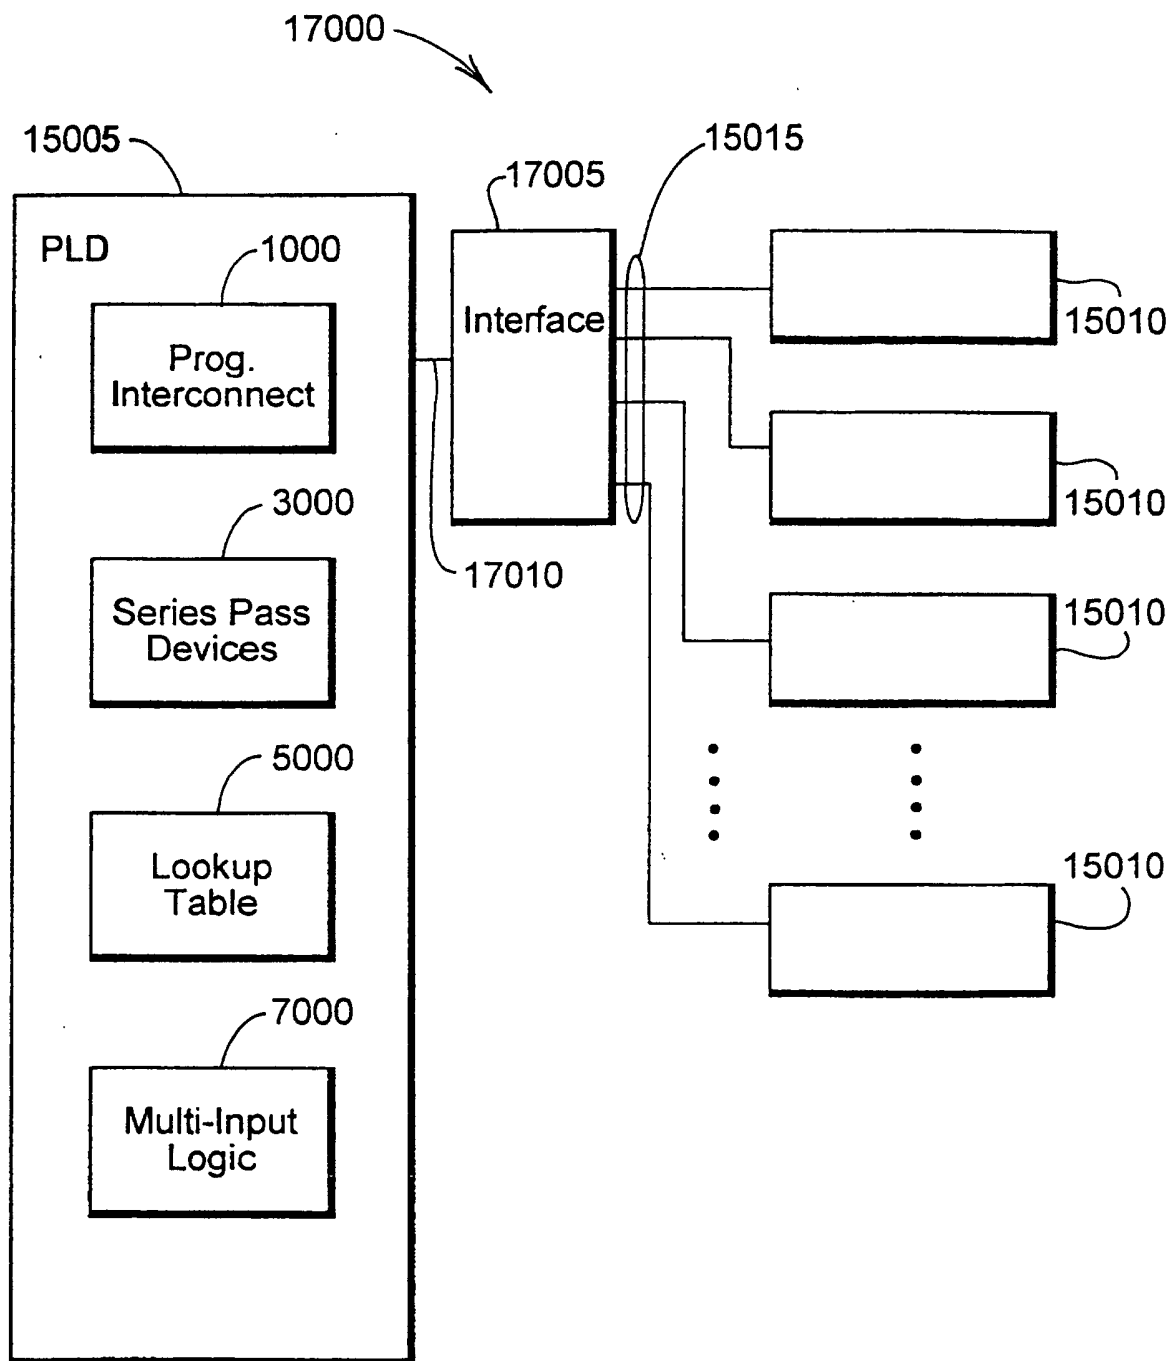 17000
15005
15015
17005
PLD
1000
Interface
15010
Prog.
Interconnect
3000
15010
17010
Series Pass
Devices
15010
5000
Lookup
Table
15010
7000
Multi-Input
Logic